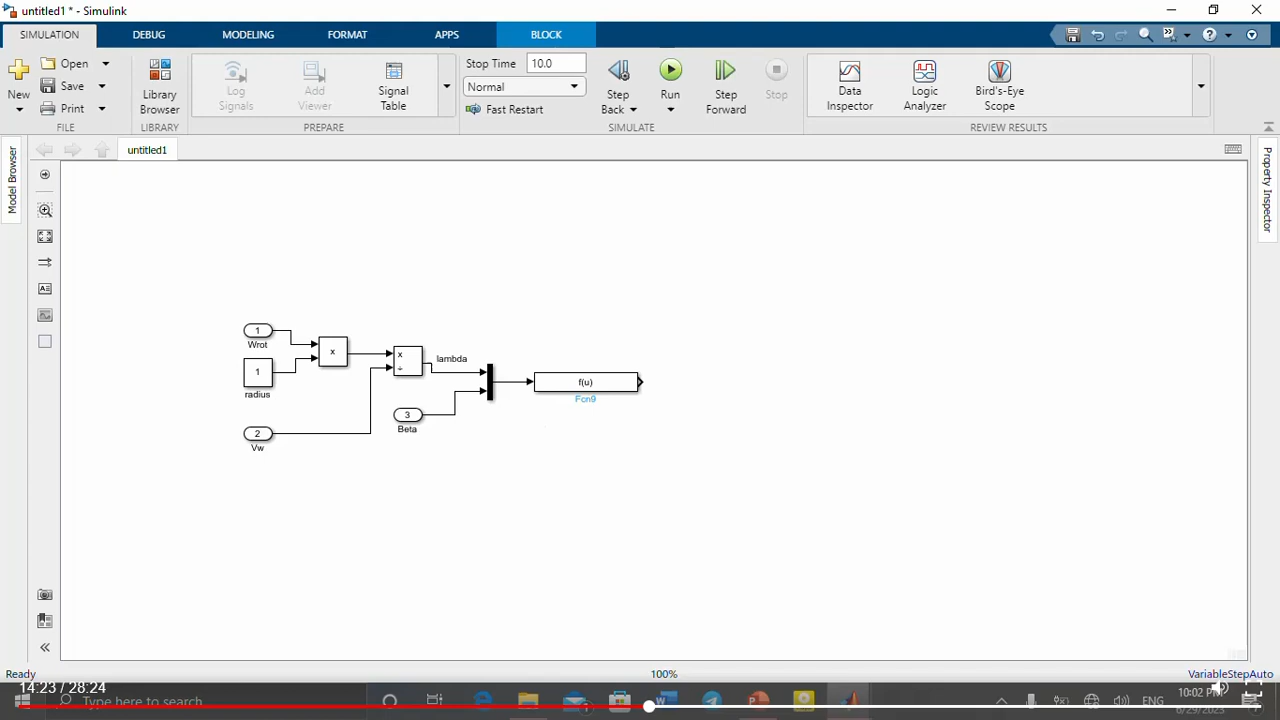 untitled1 * - Simulink
SIMULATION DEBUG MODELING FORMAT APPS BLOCK
New
Open
Save
Print
FILE
Library Browser
LIBRARY
Log Signals
Add Viewer
Signal Table
PREPARE
Stop Time 10.0
Normal
Fast Restart
Step Back
Run
Step Forward
Stop
SIMULATE
Data Inspector
Logic Analyzer
Bird's-Eye Scope
REVIEW RESULTS
Model Browser
untitled1
Property Inspector
1
Wrot
1
radius
x
x
÷
lambda
2
Vw
3
Beta
f(u)
Fcn9
Ready
100%
VariableStepAuto
14:23 / 28:24
Type here to search
ENG
10:02 PM
6/29/2023